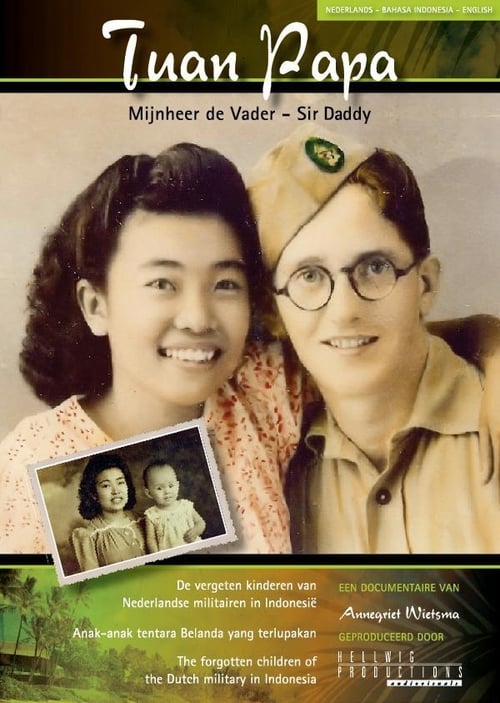 NEDERLANDS - BAHASA INDONESIA - ENGLISH
Tuan Papa
Mijnheer de Vader – Sir Daddy
De vergeten kinderen van
Nederlandse militairen in Indonesië
Anak-anak tentara Belanda yang terlupakan
The forgotten children of
the Dutch military in Indonesia
EEN DOCUMENTAIRE VAN
Annegriet Wietsma
GEPRODUCEERD DOOR
HELLWIG
PRODUCTIONS
audiovisuals